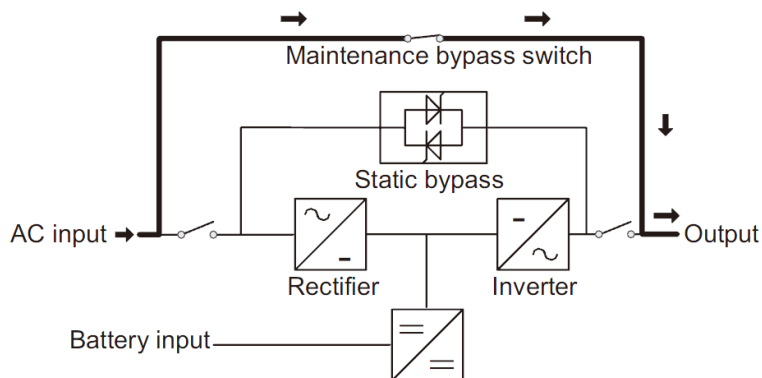 Maintenance bypass switch
Static bypass
AC input
Output
Rectifier
Inverter
Battery input